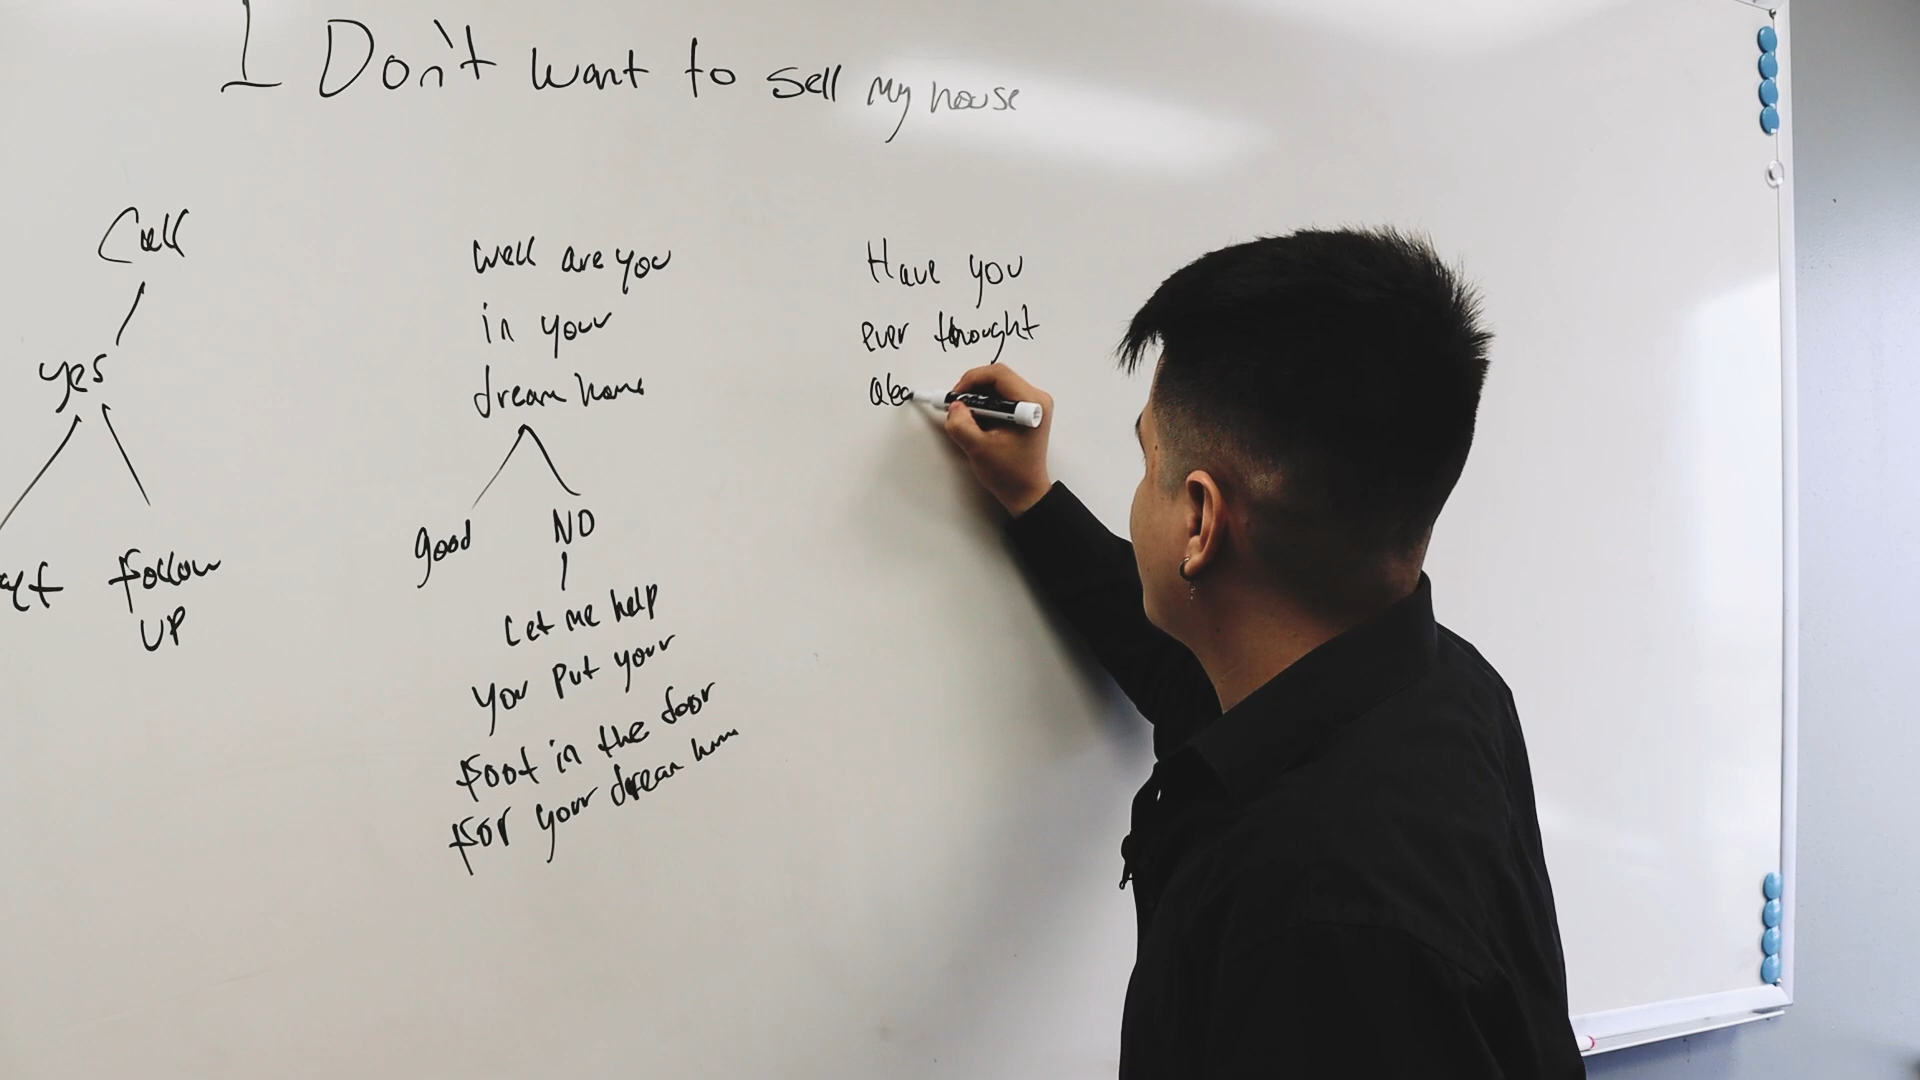 I Don't want to sell my house
Call
yes
follow
UP
well are you
in your
dream home
good
NO
Let me help
you put your
foot in the door
for your dream home
Have you
ever thought
abo